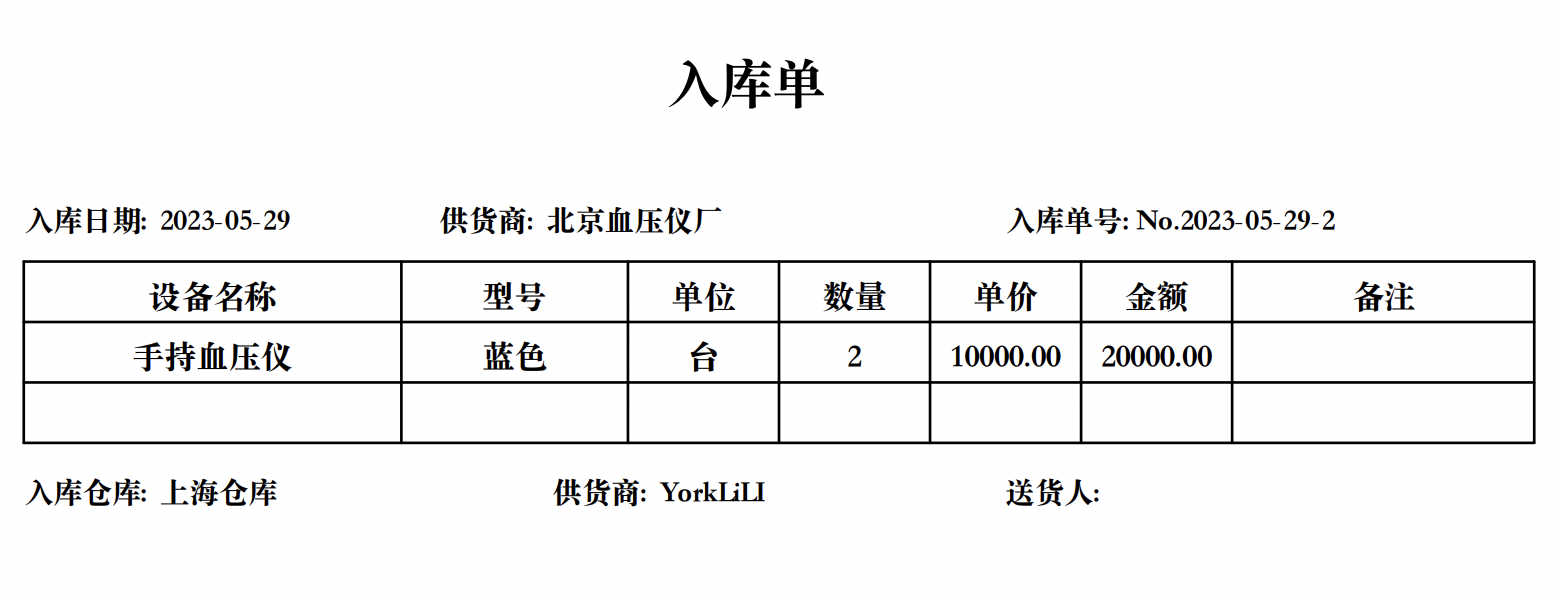 入库单
入库日期: 2023-05-29 供货商: 北京血压仪厂 入库单号: No.2023-05-29-2
设备名称 型号 单位 数量 单价 金额 备注
手持血压仪 蓝色 台 2 10000.00 20000.00
入库仓库: 上海仓库 供货商: YorkLiLI 送货人: